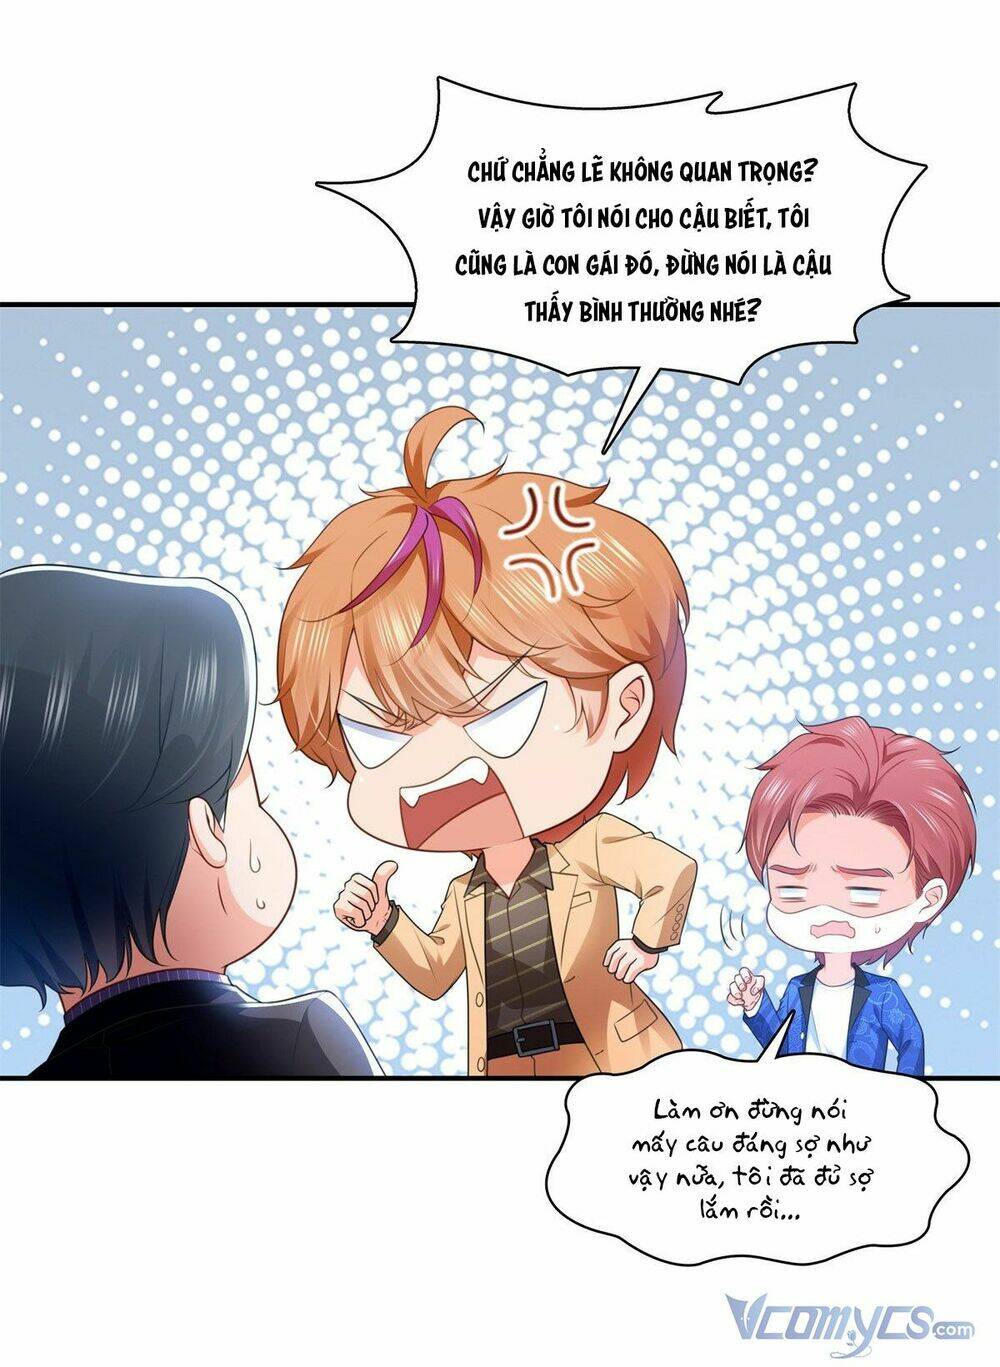 CHỨ CHẲNG LẼ KHÔNG QUAN TRỌNG?
VẬY GIỜ TÔI NÓI CHO CẬU BIẾT, TÔI
CŨNG LÀ CON GÁI ĐÓ, ĐỪNG NÓI LÀ CẬU
THẤY BÌNH THƯỜNG NHÉ?
Làm ơn đừng nói
mấy câu đáng sợ như
vậy nữa, tôi đã đủ sợ
lắm rồi...
VCOMYCS.com